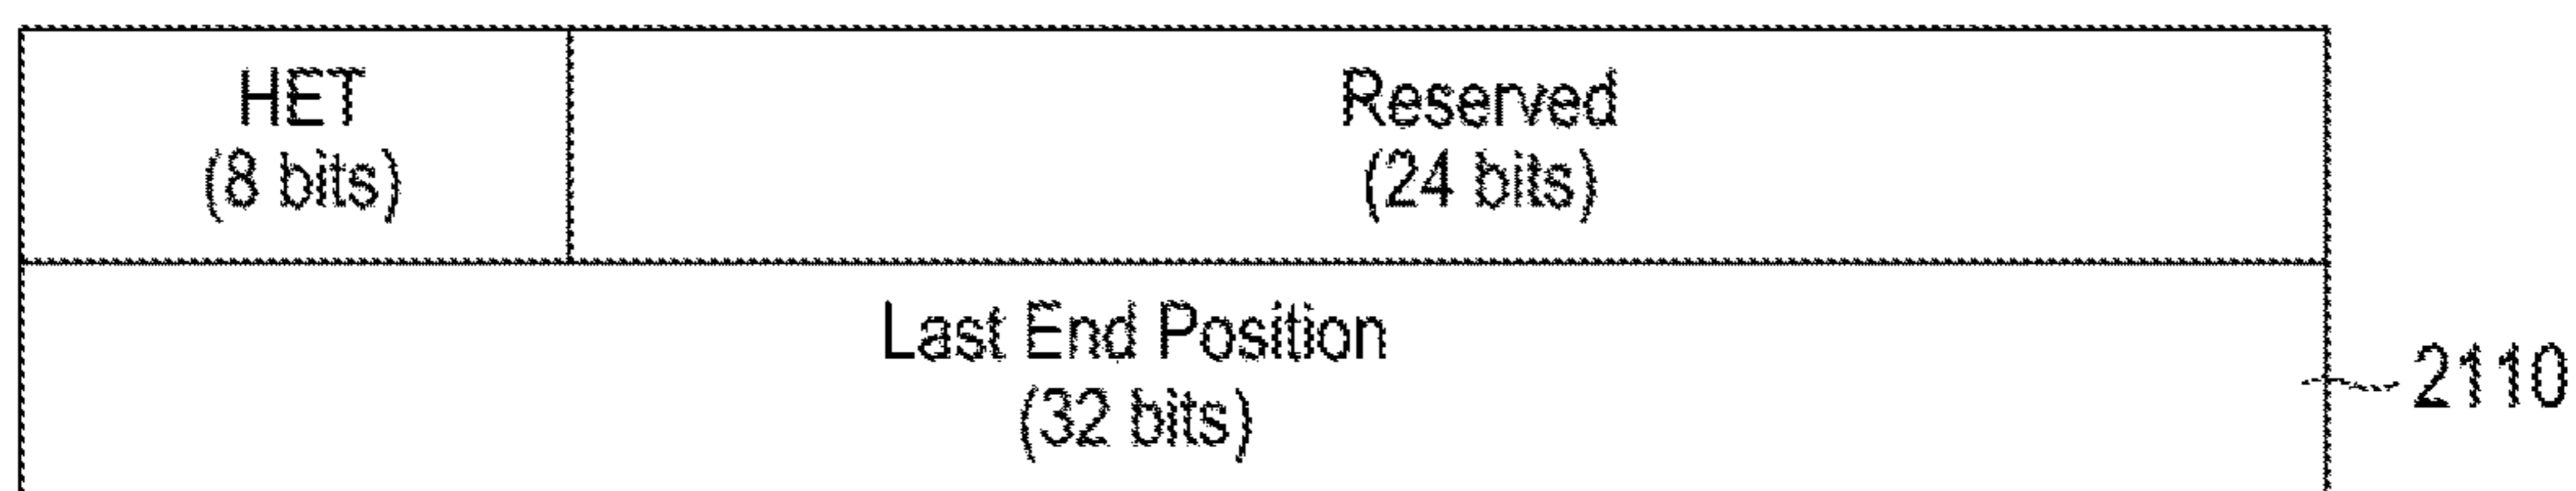 HET
(8 bits)
Reserved
(24 bits)
Last End Position
(32 bits)
2110